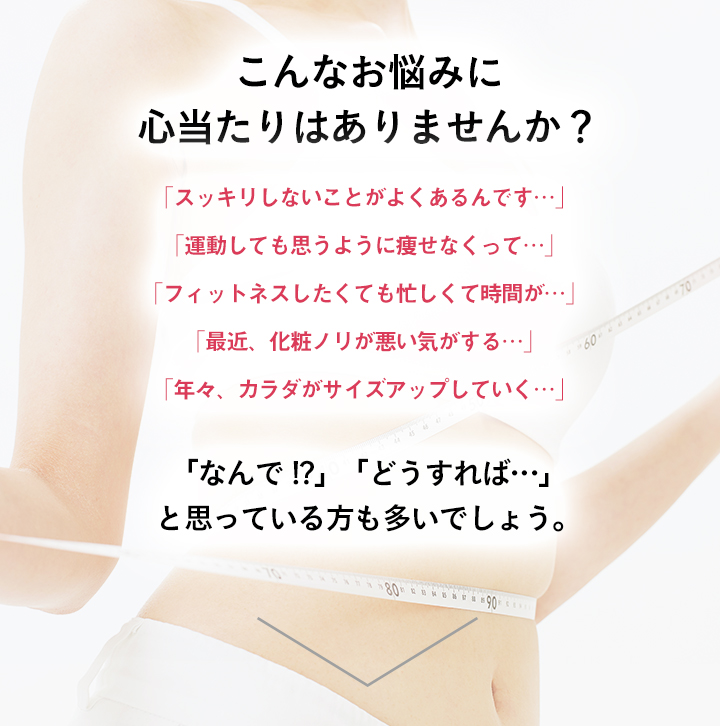 こんなお悩みに
心当たりはありませんか？
「スッキリしないことがよくあるんです…」
「運動しても思うように痩せなくって…」
「フィットネスしたくても忙しくて時間が…」
「最近、化粧ノリが悪い気がする…」
「年々、カラダがサイズアップしていく…」
「なんで!?」「どうすれば…」
と思っている方も多いでしょう。
70
60
70
80
90